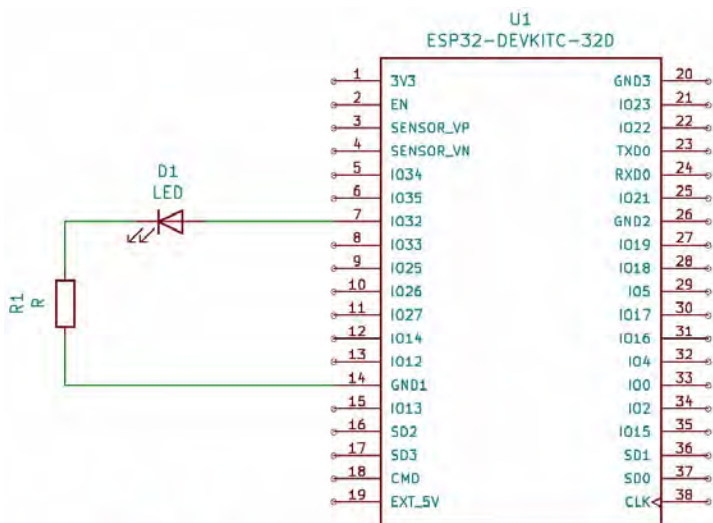 U1
ESP32-DEVKITC-32D
1 3V3 GND3 20
2 EN IO23 21
3 SENSOR_VP IO22 22
4 SENSOR_VN TXD0 23
D1
LED
5 IO34 RXD0 24
6 IO35 IO21 25
7 IO32 GND2 26
8 IO33 IO19 27
9 IO25 IO18 28
R1
R
10 IO26 IO5 29
11 IO27 IO17 30
12 IO14 IO16 31
13 IO12 IO4 32
14 GND1 IO0 33
15 IO13 IO2 34
16 SD2 IO15 35
17 SD3 SD1 36
18 CMD SD0 37
19 EXT_5V CLK 38